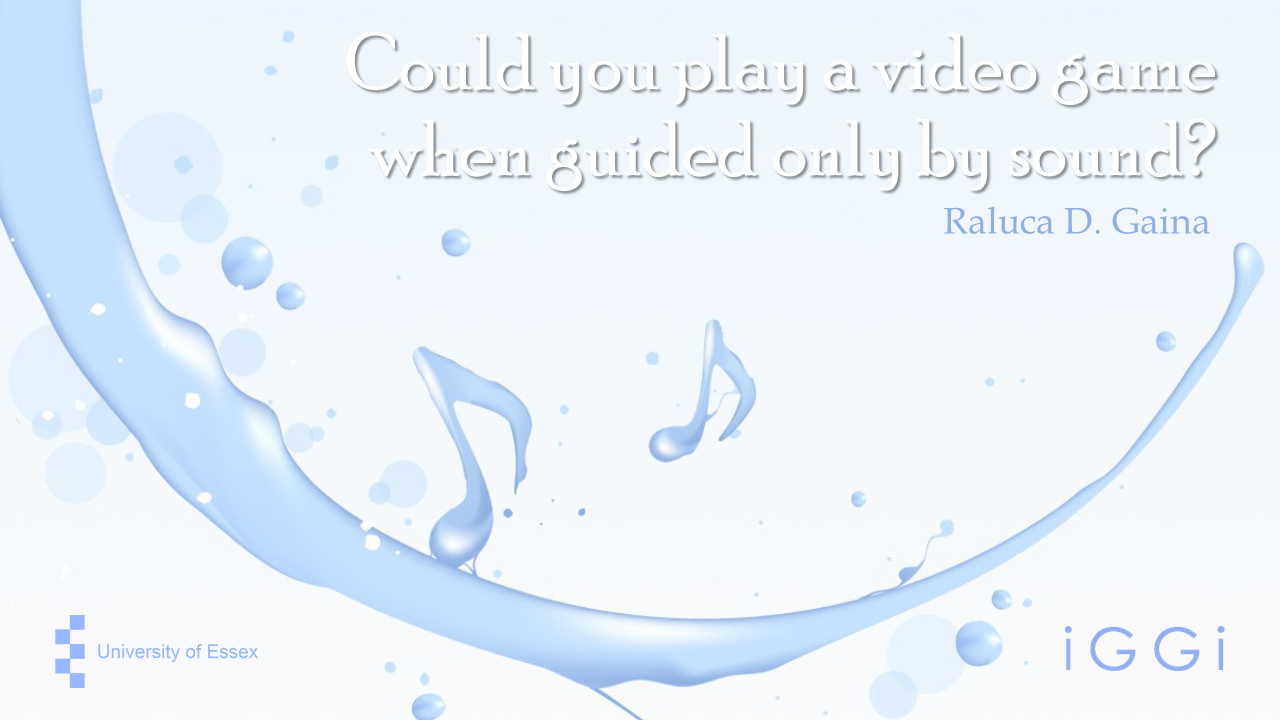 Could you play a video game
when guided only by sound?
Raluca D. Gaina
University of Essex
iGGi